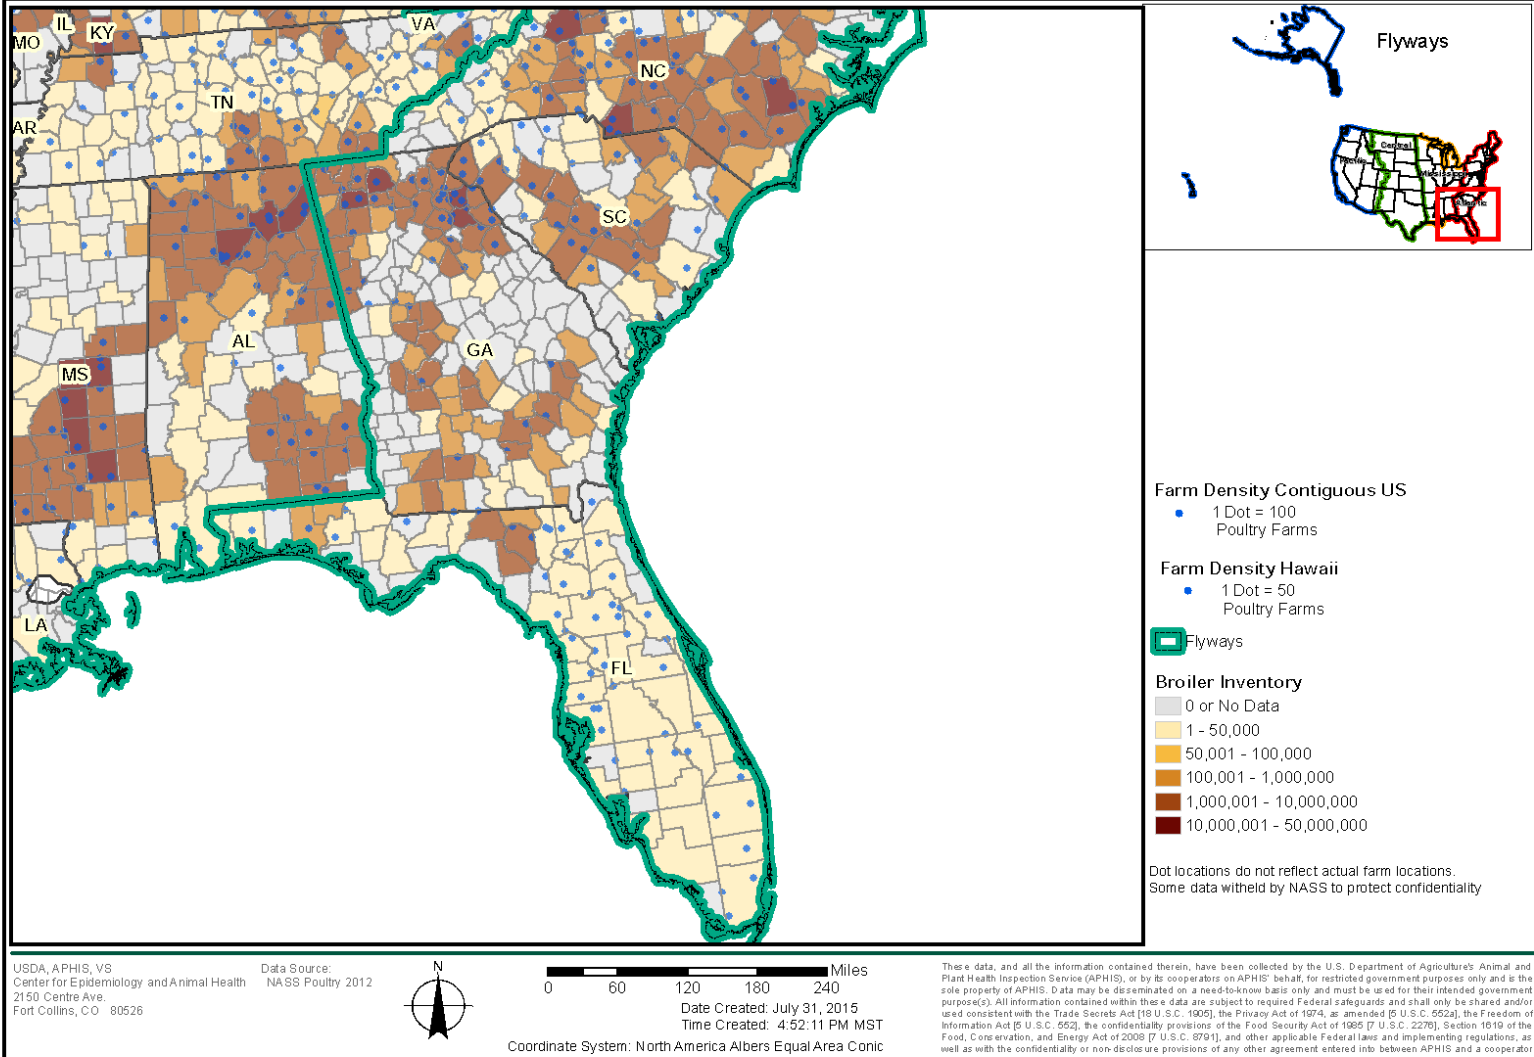 IL
KY
MO
VA
TN
NC
AR
SC
AL
GA
MS
LA
FL
Flyways
Pacific
Central
Mississippi
Atlantic
Farm Density Contiguous US
1 Dot = 100
Poultry Farms
Farm Density Hawaii
1 Dot = 50
Poultry Farms
Flyways
Broiler Inventory
0 or No Data
1 - 50,000
50,001 - 100,000
100,001 - 1,000,000
1,000,001 - 10,000,000
10,000,001 - 50,000,000
Dot locations do not reflect actual farm locations.
Some data witheld by NASS to protect confidentiality
USDA, APHIS, VS
Center for Epidemiology and Animal Health
2150 Centre Ave.
Fort Collins, CO 80526
Data Source:
NASS Poultry 2012
N
Miles
0 60 120 180 240
Date Created: July 31, 2015
Time Created: 4:52:11 PM MST
Coordinate System: North America Albers Equal Area Conic
These data, and all the information contained therein, have been collected by the U.S. Department of Agriculture's Animal and
Plant Health Inspection Service (APHIS), or by its cooperators on APHIS' behalf, for restricted government purposes only and is the
sole property of APHIS. Data may be disseminated on a need-to-know basis only and must be used for their intended government
purpose(s). All information contained within these data are subject to required Federal safeguards and shall only be shared and/or
used consistent with the Trade Secrets Act [18 U.S.C. 1905], the Privacy Act of 1974, as amended [5 U.S.C. 552a], the Freedom of
Information Act [5 U.S.C. 552], the confidentiality provisions of the Food Security Act of 1985 [7 U.S.C. 2276], Section 1619 of the
Food, Conservation, and Energy Act of 2008 [7 U.S.C. 8791], and other applicable Federal laws and implementing regulations, as
well as with the confidentiality or non-disclosure provisions of any other agreement entered into between APHIS and a cooperator